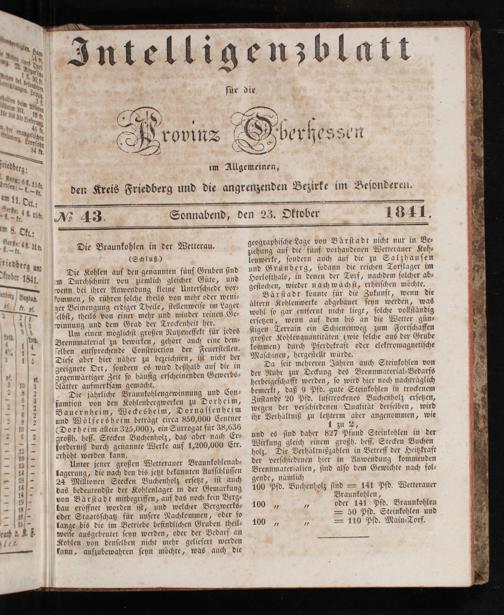 Intelligenzblatt
für die
Provinz Oberhessen
im Allgemeinen,
den Kreis Friedberg und die angrenzenden Bezirke im Besonderen.
№ 43. Sonnabend, den 23. Oktober 1841.
Die Braunkohlen in der Wetterau.
(Schluß.)
Die Kohlen auf den genannten fünf Gruben sind
im Durchschnitt von ziemlich gleicher Güte, und
wenn bei ihrer Anwendung kleine Unterschiede vor-
kommen, so rühren solche theils von mehr oder weni-
ger Beimengung erdiger Theile, stellenweise im Lager
selbst, theils von einer mehr und minder reinen Ge-
winnung und dem Grad der Trockenheit her.
Um einen möglichst großen Nutzeffekt für jedes
Brennmaterial zu bewirken, gehört auch eine dem-
selben entsprechende Construction der Feuerstellen.
Diese aber hier näher zu bezeichnen, ist nicht der
geeignete Ort, sondern es wird deßhalb auf die in
gegenwärtiger Zeit so häufig erscheinenden Gewerbs-
blätter aufmerksam gemacht.
Die jährliche Braunkohlengewinnung und Con-
sumtion von den Kohlenbergwerken zu Dorheim,
Bauernheim, Weckesheim, Dornassenheim
und Wölfersheim beträgt circa 850,000 Centner
(Dorheim allein 325,000), ein Surrogat für 38,636
großh. hess. Stecken Buchenholz, das aber nach Er-
forderniß durch genannte Werke auf 1,200,000 Ctr.
erhöht werden kann.
Unter jener großen Wetterauer Braunkohlenab-
lagerung, die nach den bis jetzt bekannten Aufschlüssen
24 Millionen Stecken Buchenholz ersetzt, ist auch
das bedeutendste der Kohlenlager in der Gemarkung
von Bärstadt mitbegriffen, auf das noch kein Berg-
bau eröffnet worden ist, und welcher Bergwerks-
oder Staatsschatz für unsere Nachkommen, oder so
lange bis die im Betriebe befindlichen Gruben theil-
weise ausgebeutet seyn werden, oder der Bedarf an
Kohlen von denselben nicht mehr geliefert werden
kann, aufzubewahren seyn möchte, was auch die
geographische Lage von Bärstadt nicht nur in Be-
ziehung auf die fünf vorhandenen Wetterauer Koh-
lenwerke, sondern auch auf die zu Salzhausen
und Grünberg, sodann die reichen Torflager im
Horloffthale, in denen der Torf, nachdem solcher ab-
gestochen, wieder nachwächst, erheischen möchte.
Bärstadt könnte für die Zukunft, wenn die
ältern Kohlenwerke abgebaut seyn werden, was
wohl so gar entfernt nicht liegt, solche vollständig
ersetzen, wenn auf dem bis an die Wetter güns-
tigen Terrain ein Schienenweg zum Fortschaffen
großer Kohlenquantitäten (wie solche aus der Grube
kommen) durch Pferdekraft oder elektromagnetische
Maschinen, hergestellt würde.
Da seit mehreren Jahren auch Steinkohlen von
der Ruhr zur Deckung des Brennmaterial-Bedarfs
herbeigeschafft werden, so wird hier noch nachträglich
bemerkt, daß 9 Pfd. gute Steinkohlen in trockenem
Zustande 20 Pfd. lufttrockenes Buchenholz ersetzen,
wegen der verschiedenen Qualität derselben, wird
ihr Verhältniß zu letzterm aber angenommen, wie
1 zu 2,
und es sind daher 827 Pfund Steinkohlen in der
Wirkung gleich einem großh. hess. Stecken Buchen-
holz. Die Verhältnißzahlen in Betreff der Heizkraft
der verschiedenen hier in Anwendung kommenden
Brennmaterialien, sind also dem Gewichte nach fol-
gende, nämlich
100 Pfd. Buchenholz sind = 141 Pfd. Wetterauer
Braunkohlen,
100 „ „ oder 141 Pfd. Braunkohlen
= 50 Pfd. Steinkohlen und
100 „ „ = 110 Pfd. Main-Torf.